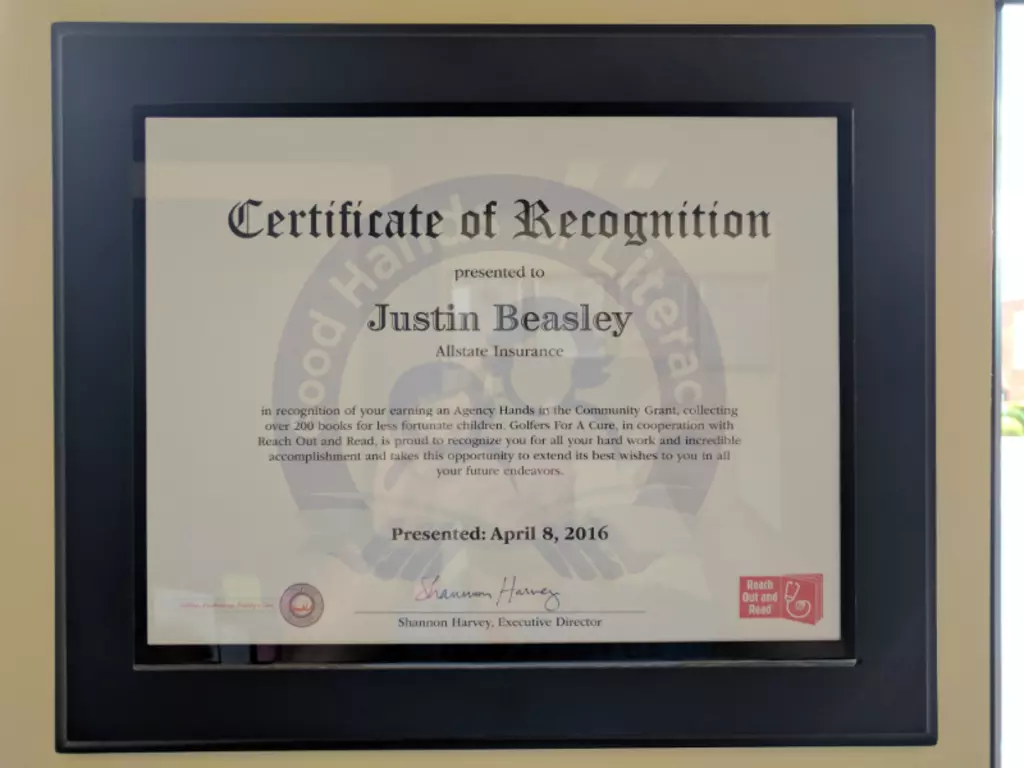 Certificate of Recognition
presented to
Justin Beasley
Allstate Insurance
in recognition of your earning an Agency Hands in the Community Grant, collecting
over 200 books for less fortunate children. Golfers For A Cure, in cooperation with
Reach Out and Read, is proud to recognize you for all your hard work and incredible
accomplishment and takes this opportunity to extend its best wishes to you in all
your future endeavors.
Presented: April 8, 2016
Shannon Harvey
Shannon Harvey, Executive Director
Reach
Out and
Read